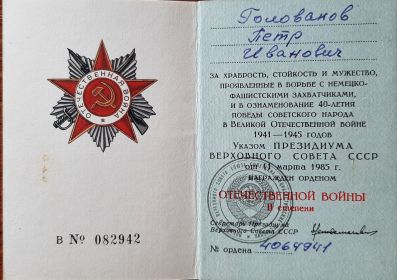 ОТЕЧЕСТВЕННАЯ ВОЙНА
В № 082942
Голованов
Петр
Иванович
ЗА ХРАБРОСТЬ, СТОЙКОСТЬ И МУЖЕСТВО,
ПРОЯВЛЕННЫЕ В БОРЬБЕ С НЕМЕЦКО-
ФАШИСТСКИМИ ЗАХВАТЧИКАМИ,
И В ОЗНАМЕНОВАНИЕ 40-ЛЕТИЯ
ПОБЕДЫ СОВЕТСКОГО НАРОДА
В ВЕЛИКОЙ ОТЕЧЕСТВЕННОЙ ВОЙНЕ
1941—1945 ГОДОВ
УКАЗОМ ПРЕЗИДИУМА
ВЕРХОВНОГО СОВЕТА СССР
от 11 марта 1985 г.
НАГРАЖДЕН ОРДЕНОМ
ОТЕЧЕСТВЕННОЙ ВОЙНЫ
II степени
Секретарь Президиума
Верховного Совета СССР
№ ордена 4064941